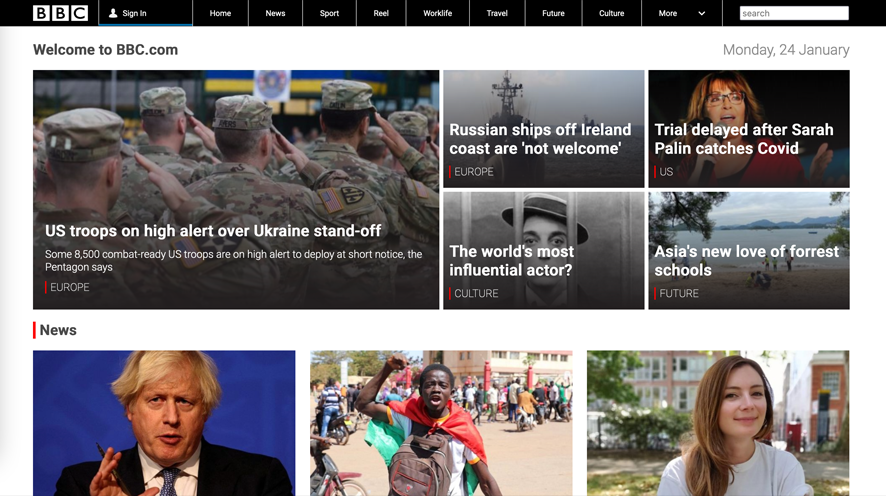 BBC
Sign In
Home
News
Sport
Reel
Worklife
Travel
Future
Culture
More
search
Welcome to BBC.com
Monday, 24 January
US troops on high alert over Ukraine stand-off
Some 8,500 combat-ready US troops are on high alert to deploy at short notice, the
Pentagon says
EUROPE
Russian ships off Ireland
coast are 'not welcome'
EUROPE
Trial delayed after Sarah
Palin catches Covid
US
The world's most
influential actor?
CULTURE
Asia's new love of forrest
schools
FUTURE
News